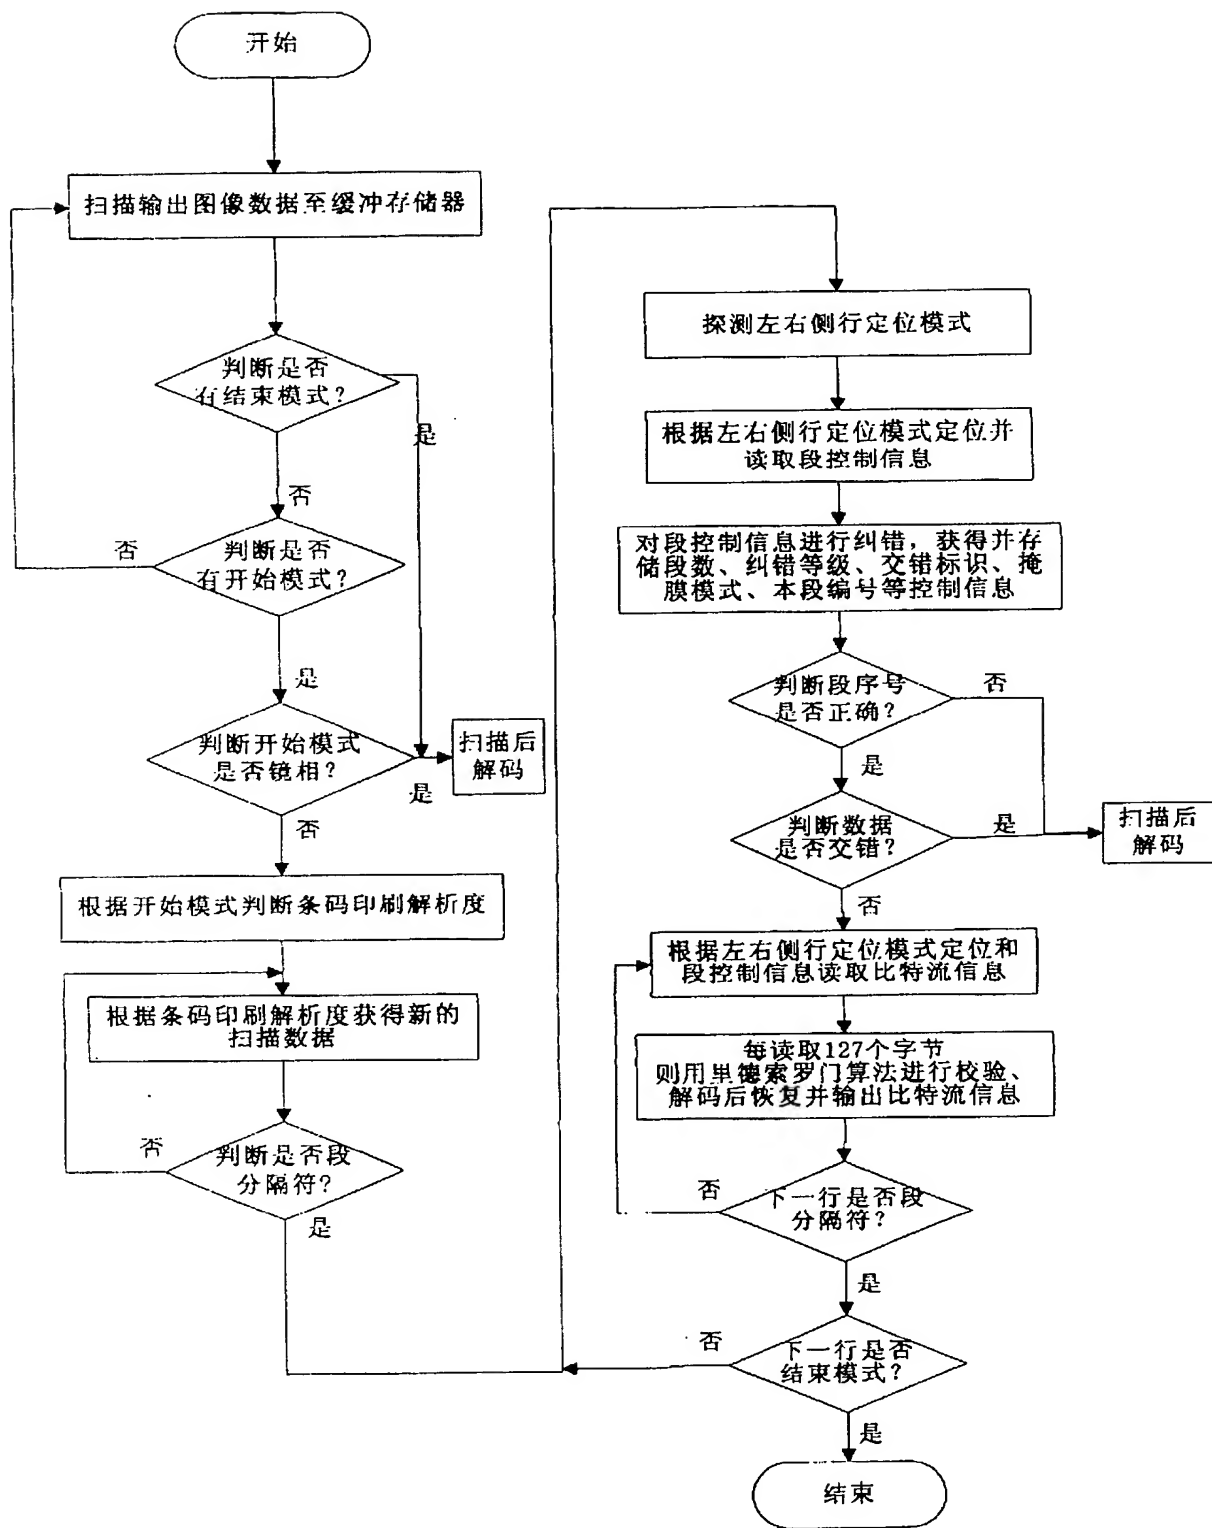 开始
扫描输出图像数据至缓冲存储器
判断是否
有结束模式?
是
否
判断是否
有开始模式?
否
是
判断开始模式
是否镜相?
是
扫描后
解码
否
根据开始模式判断条码印刷解析度
根据条码印刷解析度获得新的
扫描数据
判断是否段
分隔符?
否
是
探测左右侧行定位模式
根据左右侧行定位模式定位并
读取段控制信息
对段控制信息进行纠错，获得并存
储段数、纠错等级、交错标识、掩
膜模式、本段编号等控制信息
判断段序号
是否正确?
否
是
判断数据
是否交错?
是
扫描后
解码
否
根据左右侧行定位模式定位和
段控制信息读取比特流信息
每读取127个字节
则用里德索罗门算法进行校验、
解码后恢复并输出比特流信息
下一行是否段
分隔符?
否
是
下一行是否
结束模式?
否
是
结束